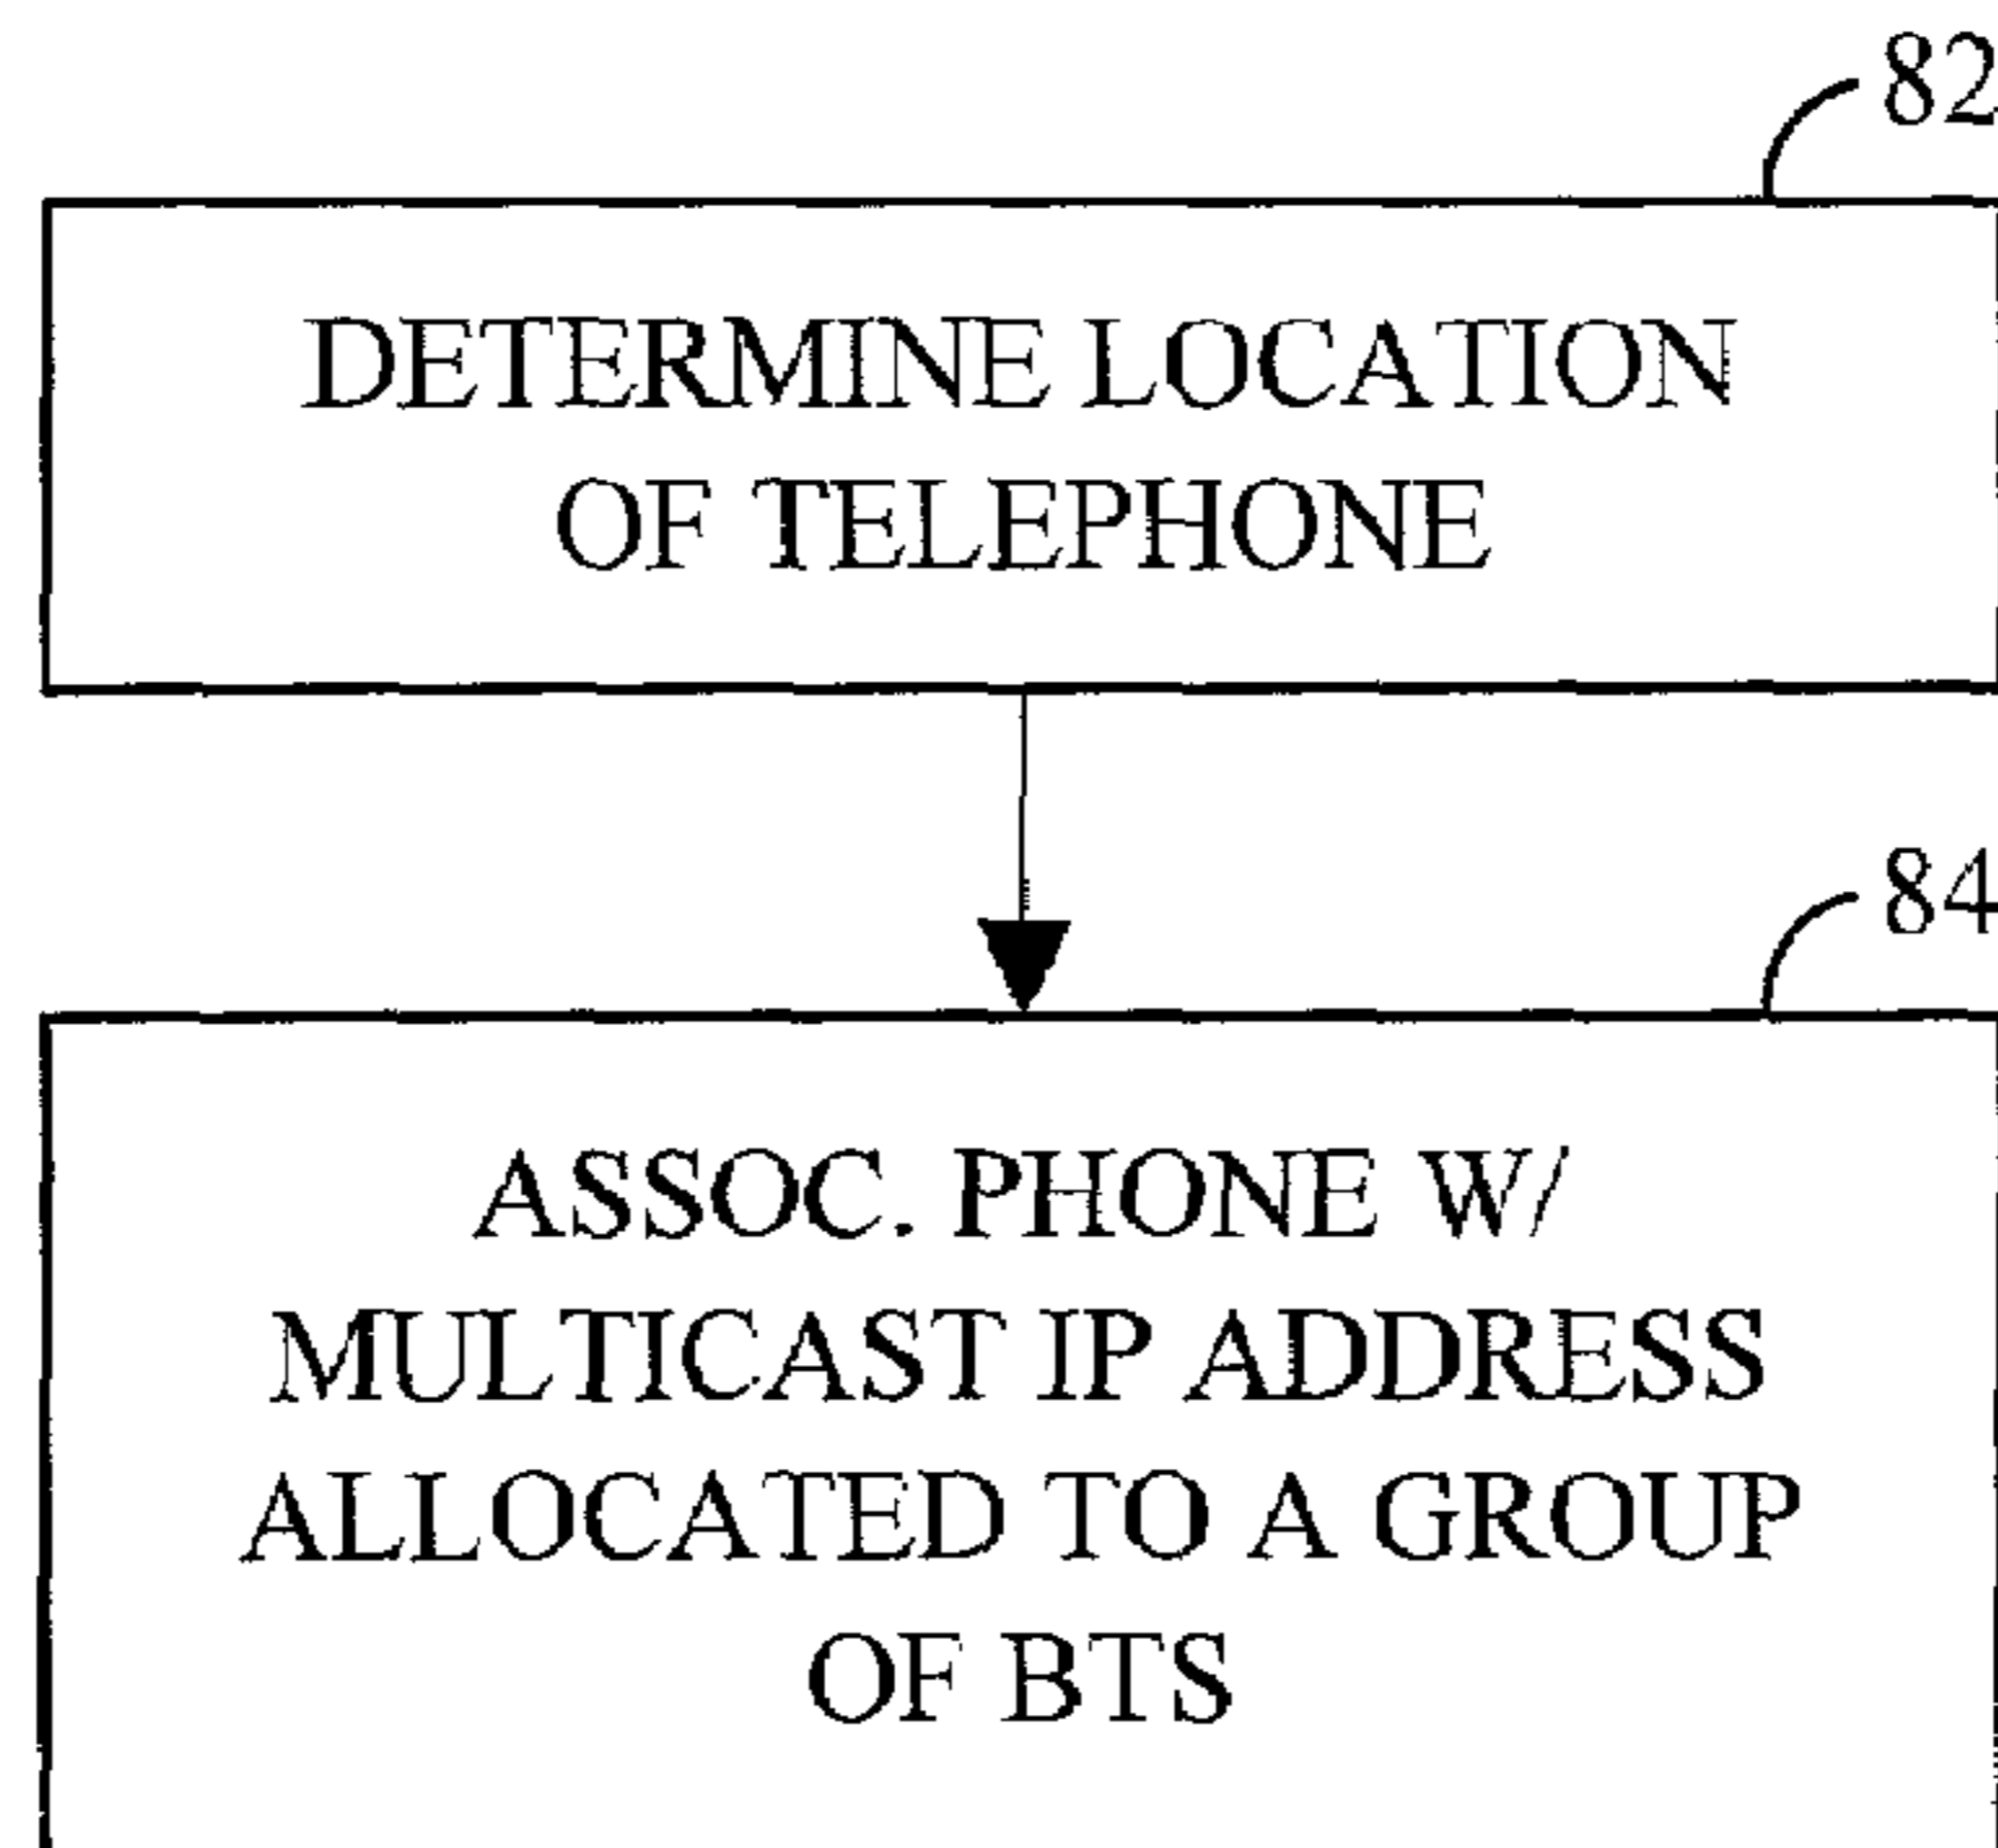 82
DETERMINE LOCATION
OF TELEPHONE
84
ASSOC. PHONE W/
MULTICAST IP ADDRESS
ALLOCATED TO A GROUP
OF BTS